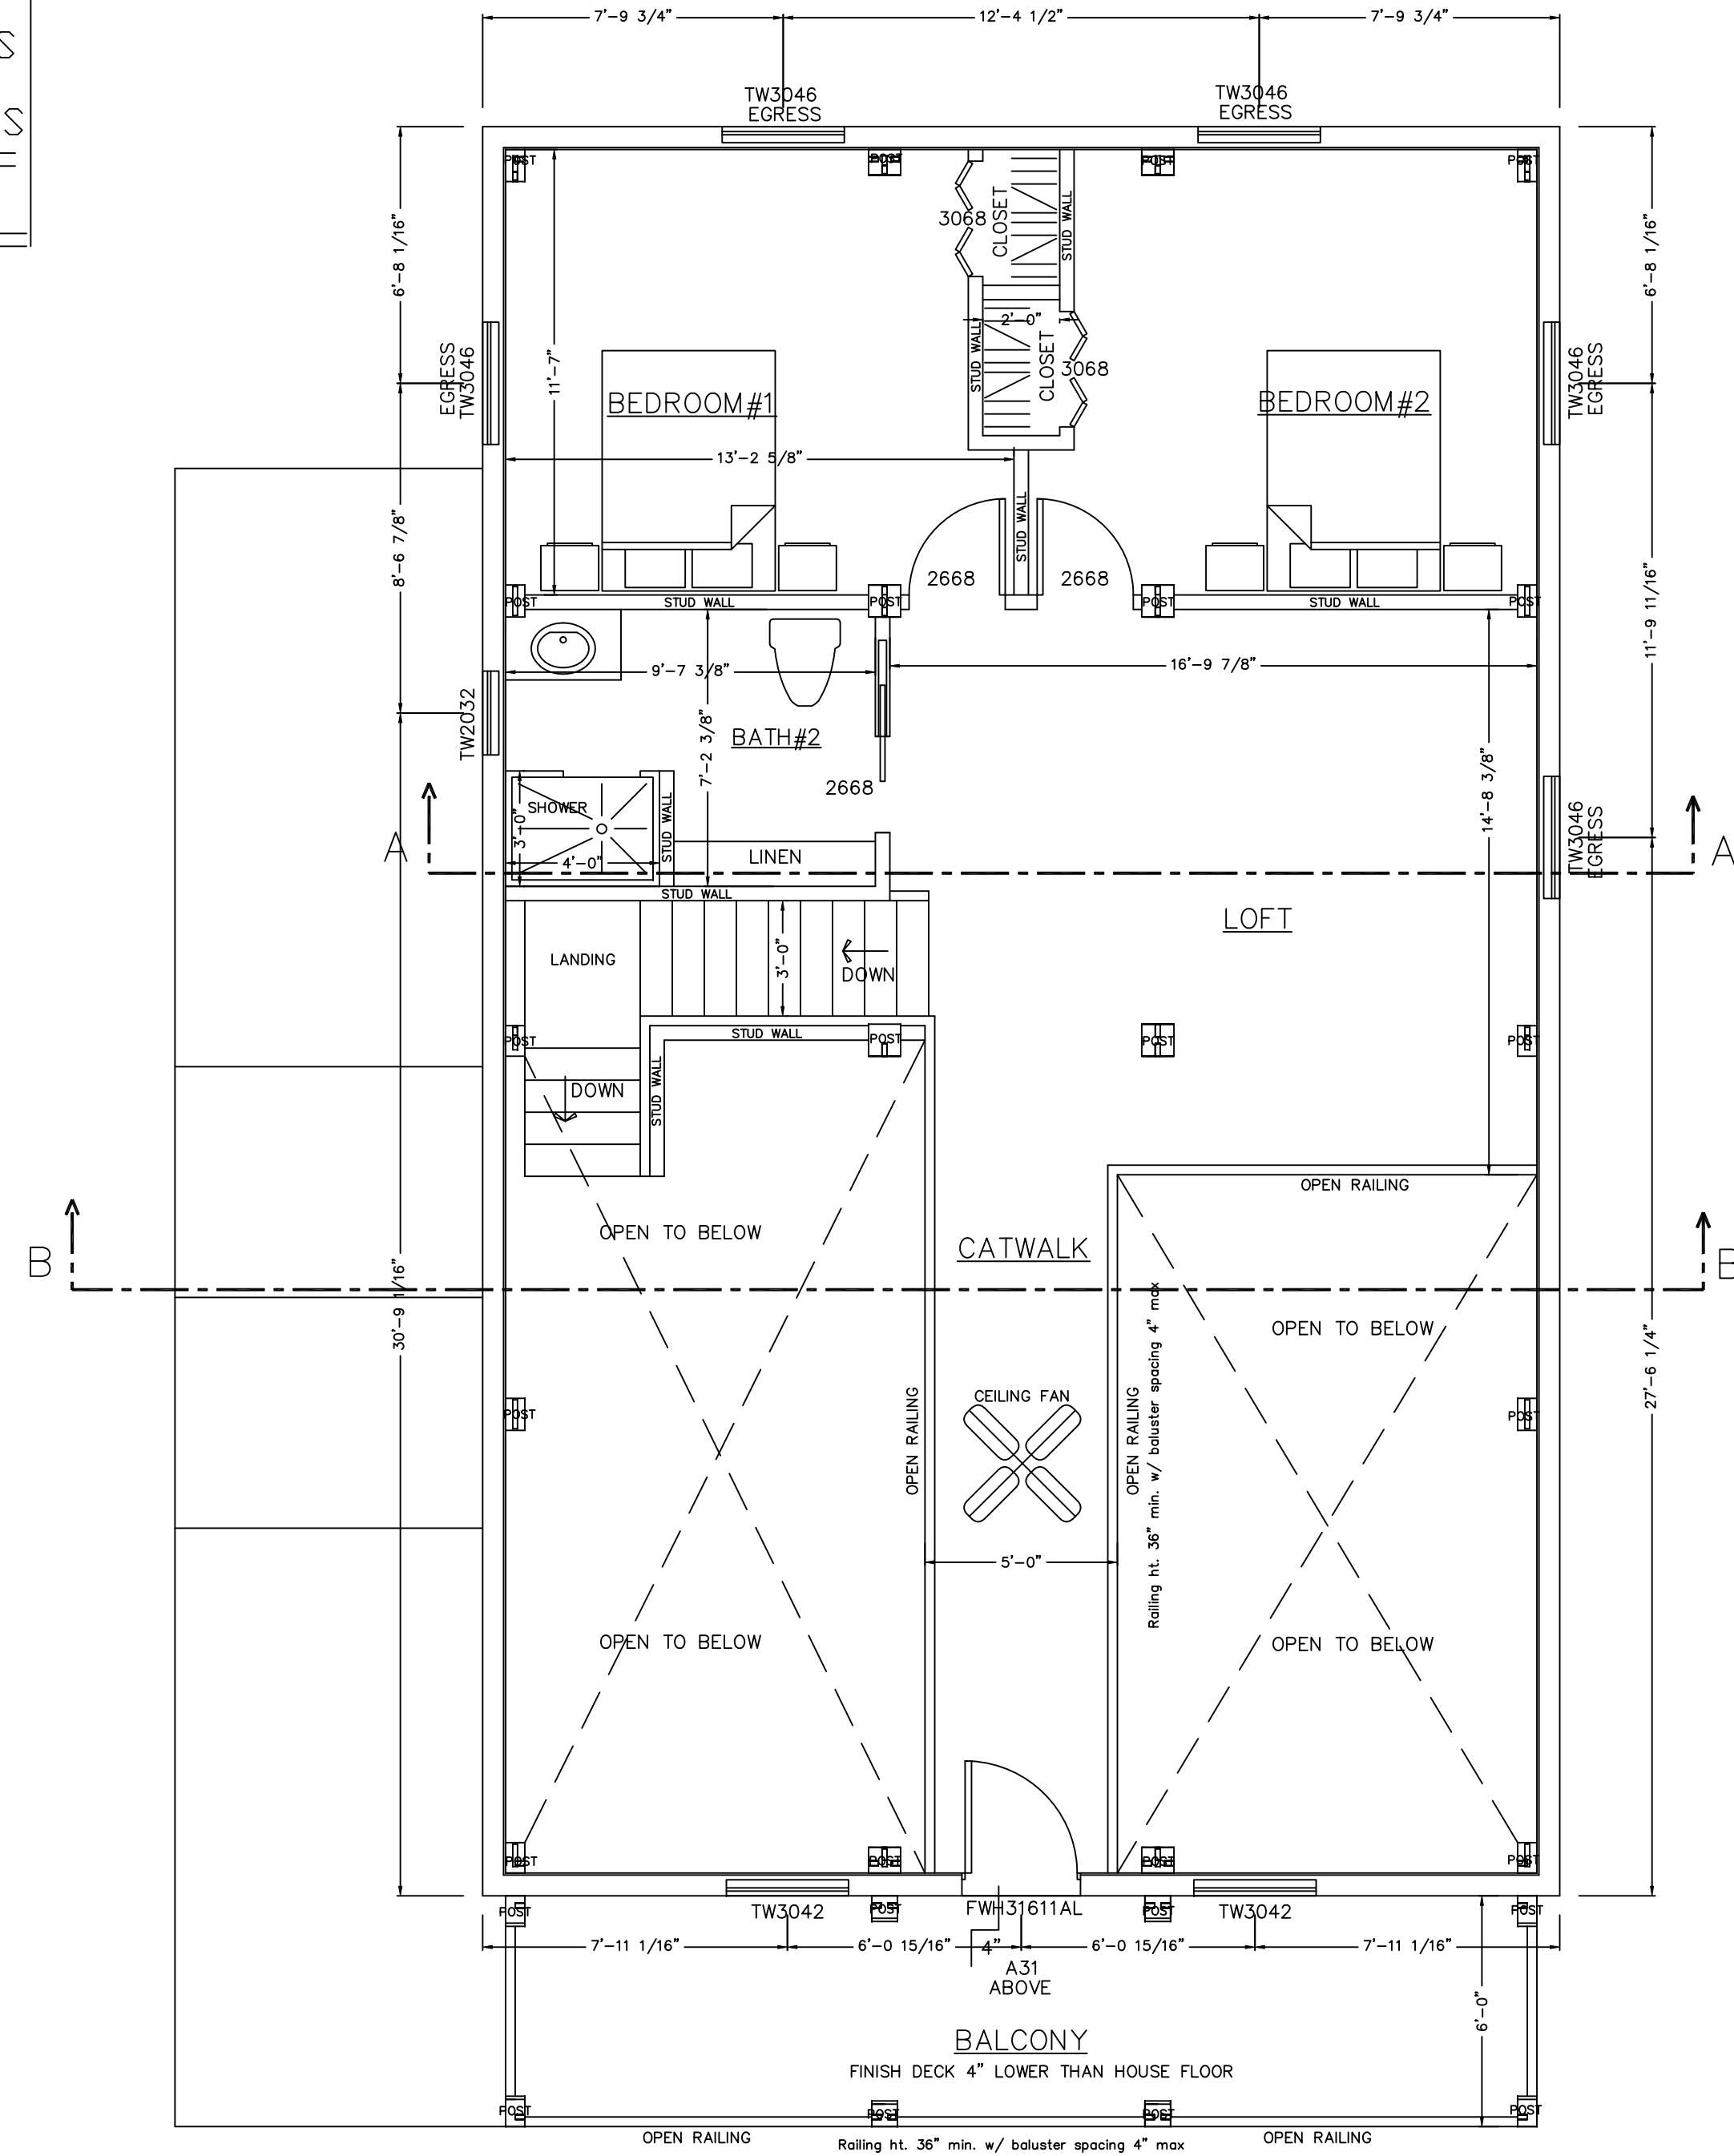 7'-9 3/4"
12'-4 1/2"
7'-9 3/4"
TW3046
EGRESS
TW3046
EGRESS
POST
POST
POST
POST
6'-8 1/16"
3068
CLOSET
STUD WALL
6'-8 1/16"
2'-0"
EGRESS
TW3046
11'-7"
STUD WALL
CLOSET
3068
TW3046
EGRESS
BEDROOM#1
BEDROOM#2
13'-2 5/8"
8'-6 7/8"
STUD WALL
2668
2668
POST
STUD WALL
POST
POST
STUD WALL
POST
11'-9 11/16"
9'-7 3/8"
16'-9 7/8"
TW2032
BATH#2
7'-2 3/8"
2668
14'-8 3/8"
SHOWER
3'-0"
STUD WALL
4'-0"
LINEN
TW3046
EGRESS
A
A
STUD WALL
LOFT
LANDING
3'-0"
DOWN
POST
STUD WALL
POST
POST
POST
DOWN
STUD WALL
OPEN RAILING
OPEN TO BELOW
CATWALK
B
B
30'-9 1/16"
OPEN TO BELOW
27'-6 1/4"
CEILING FAN
POST
OPEN RAILING
OPEN RAILING
Railing ht. 36" min. w/ baluster spacing 4" max
POST
5'-0"
OPEN TO BELOW
OPEN TO BELOW
POST
POST
POST
POST
POST
TW3042
POST
FWH31611AL
POST
TW3042
POST
7'-11 1/16"
6'-0 15/16"
4"
6'-0 15/16"
7'-11 1/16"
A31
ABOVE
6'-0"
BALCONY
FINISH DECK 4" LOWER THAN HOUSE FLOOR
POST
POST
POST
POST
OPEN RAILING
Railing ht. 36" min. w/ baluster spacing 4" max
OPEN RAILING